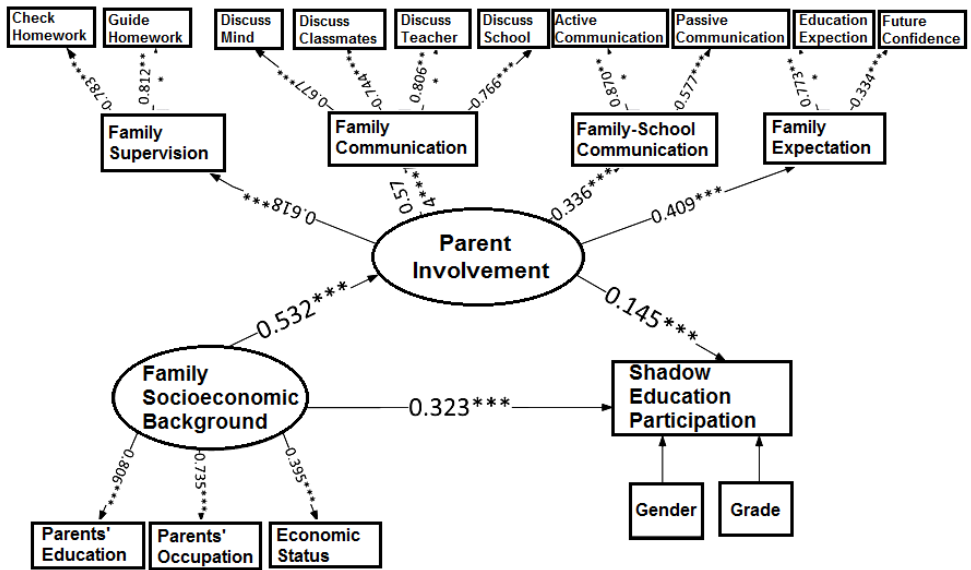 Check
Homework
Guide
Homework
Discuss
Mind
Discuss
Classmates
Discuss
Teacher
Discuss
School
Active
Communication
Passive
Communication
Education
Expection
Future
Confidence
0.783***
0.812***
0.677***
0.744***
0.806***
0.766***
0.870***
0.577***
0.773***
0.334***
Family
Supervision
Family
Communication
Family-School
Communication
Family
Expectation
0.618***
0.57
4***
0.336***
0.409***
Parent
Involvement
0.532***
0.145***
Family
Socioeconomic
Background
0.323***
Shadow
Education
Participation
0.806***
0.735***
0.395***
Gender
Grade
Parents'
Education
Parents'
Occupation
Economic
Status